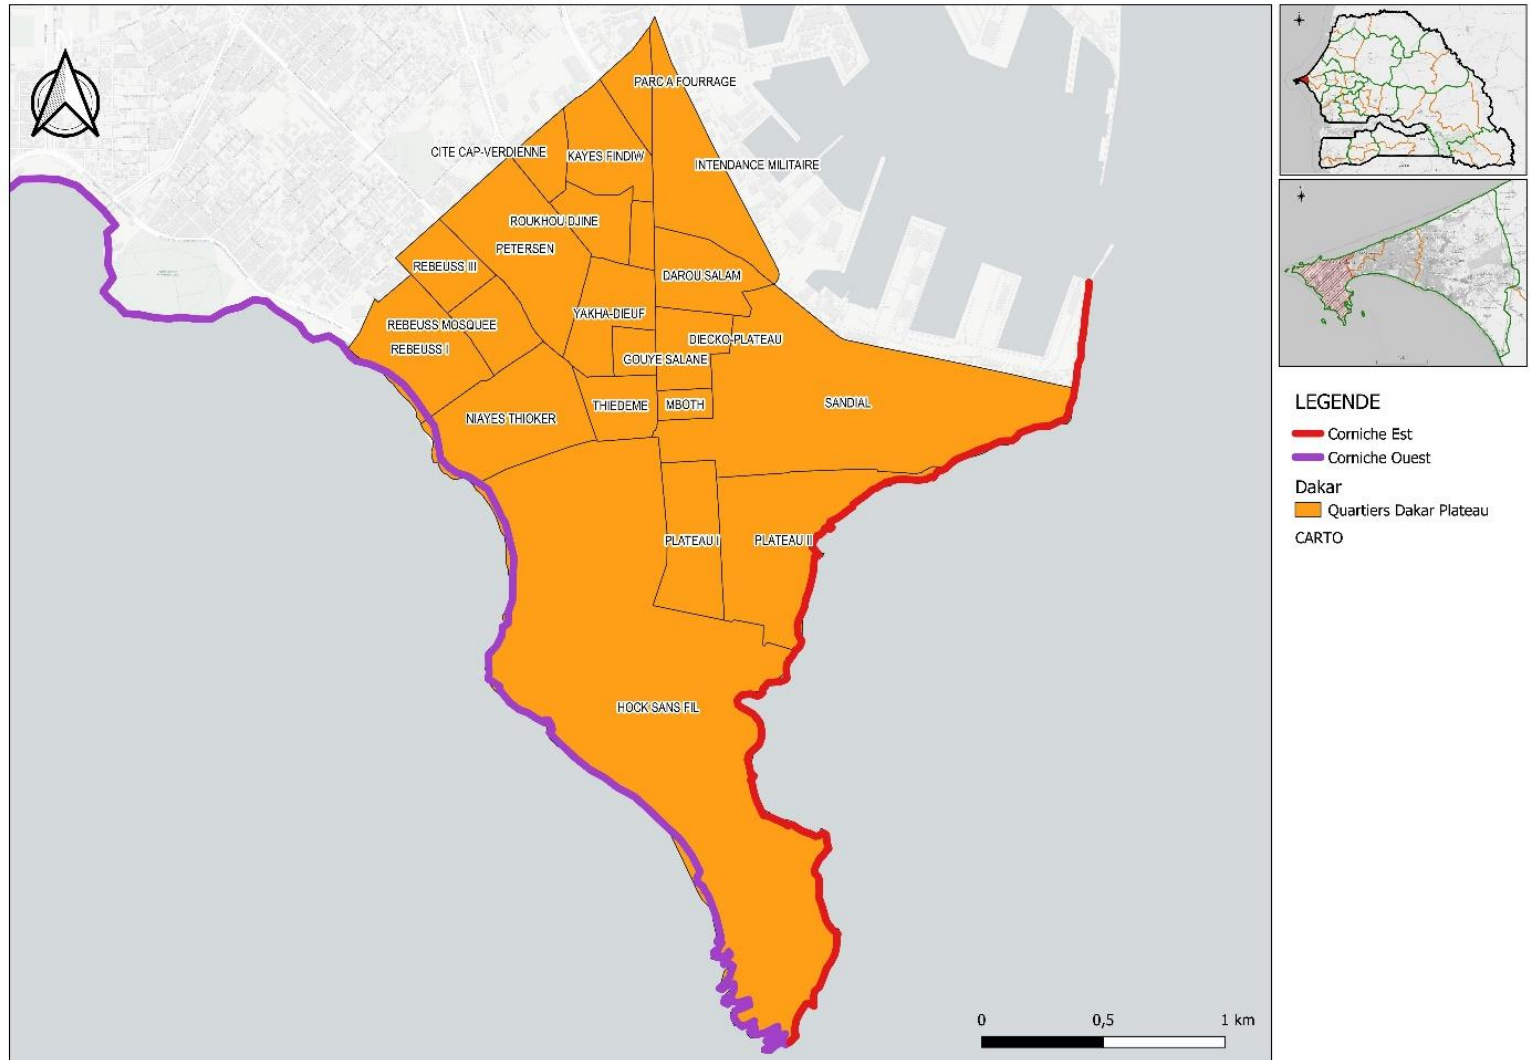 PARC A FOURRAGE
CITE CAP-VERDIENNE
KAYES FINDIW
INTENDANCE MILITAIRE
ROUKHOU DJINE
PETERSEN
REBEUSS III
DAROU SALAM
YAKHA-DIEUF
REBEUSS MOSQUEE
DIECKO-PLATEAU
REBEUSS I
GOUYE SALANE
NIAYES THIOKER
THIEDEME
MBOTH
SANDIAL
PLATEAU I
PLATEAU II
HOCK SANS FIL
0 0,5 1 km
LEGENDE
Corniche Est
Corniche Ouest
Dakar
Quartiers Dakar Plateau
CARTO